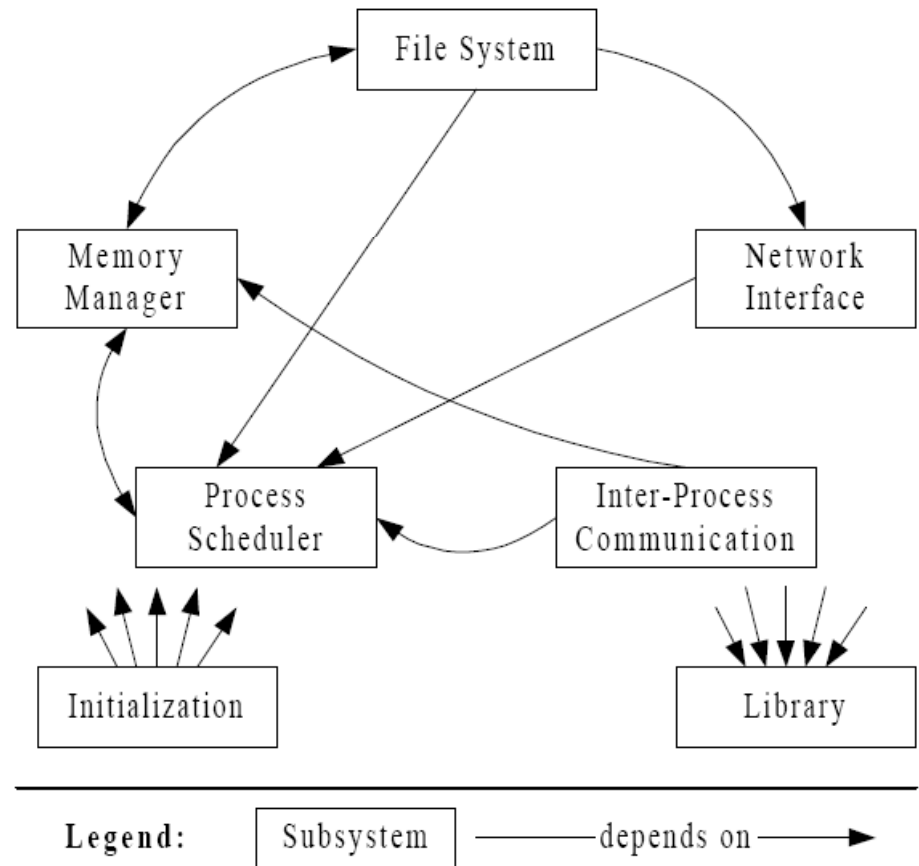 File System
Memory
Manager
Network
Interface
Process
Scheduler
Inter-Process
Communication
Initialization
Library
Legend:
Subsystem
depends on